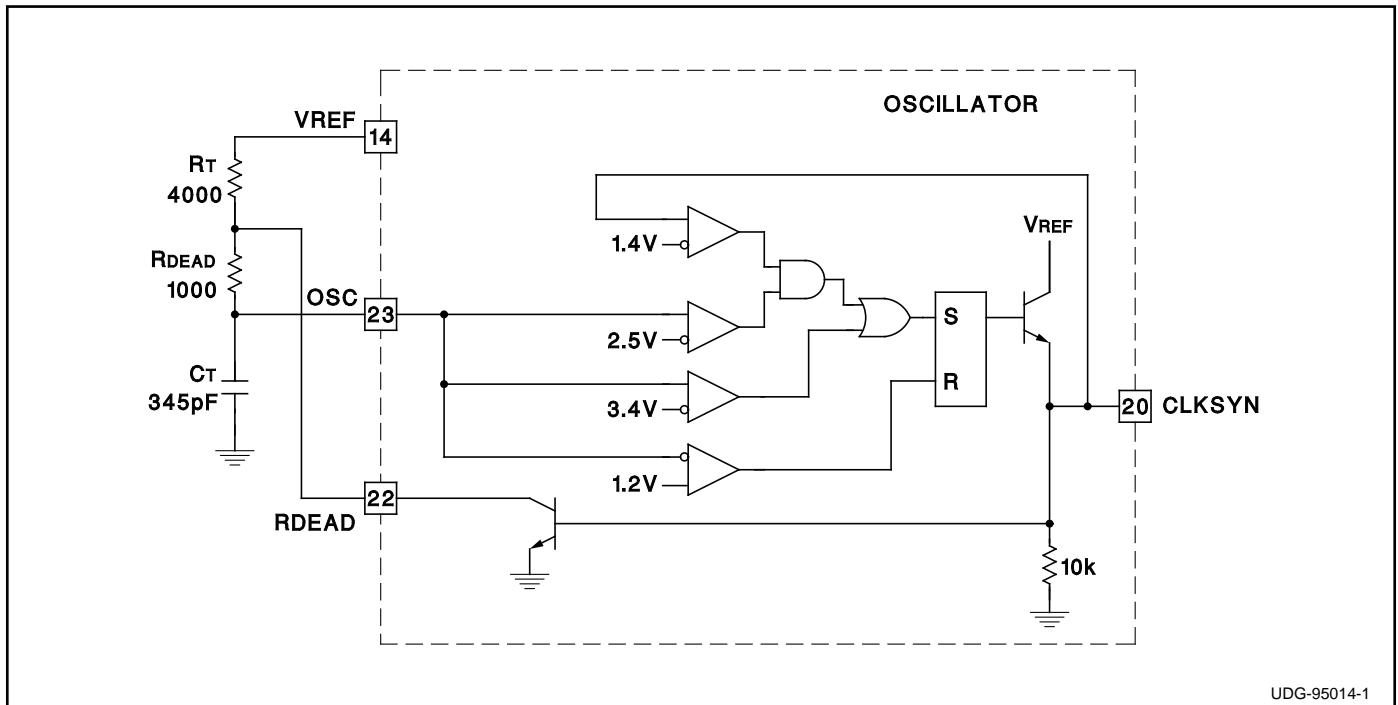 OSCILLATOR
VREF
14
RT
4000
VREF
1.4V
RDEAD
1000
OSC
23
2.5V
S
CT
345pF
3.4V
R
20
CLKSYN
1.2V
22
RDEAD
10k
UDG-95014-1